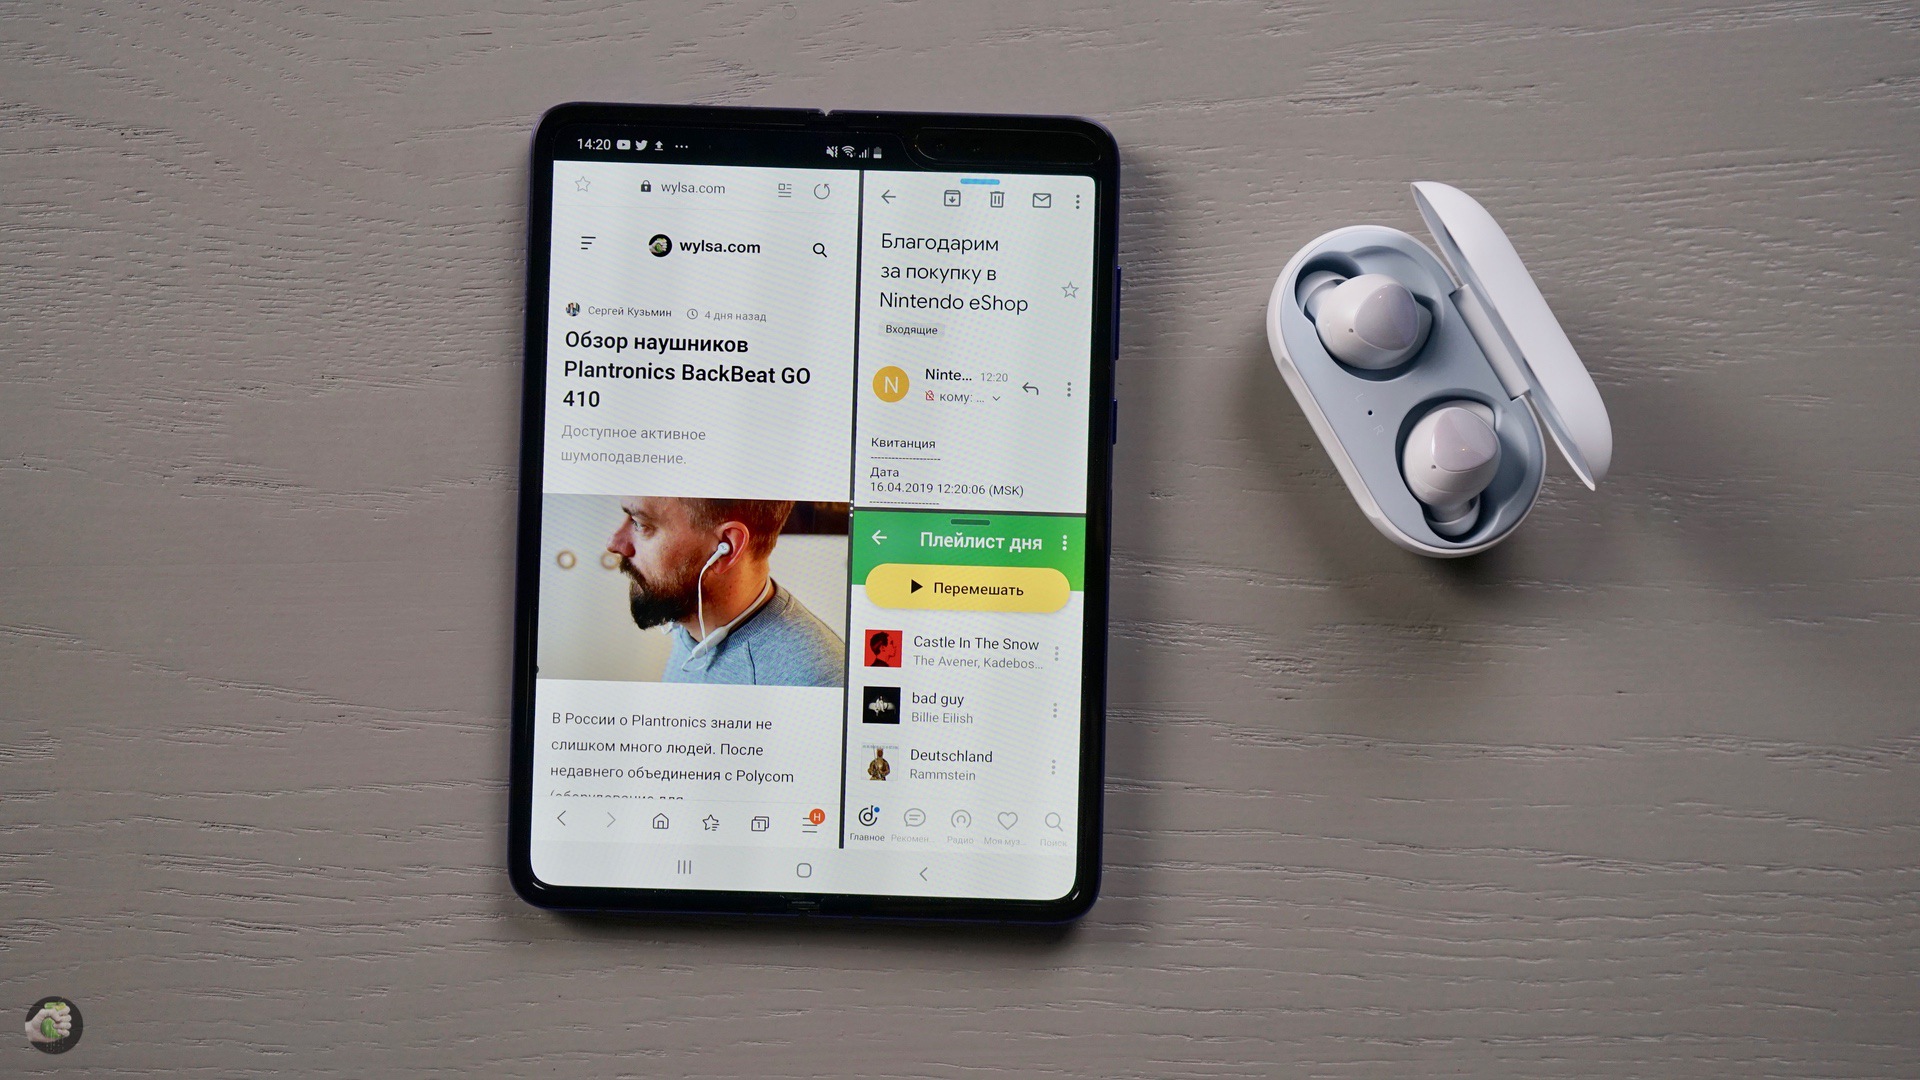 14:20
wylsa.com
wylsa.com
Сергей Кузьмин 4 дня назад
Обзор наушников
Plantronics BackBeat GO
410
Доступное активное
шумоподавление.
В России о Plantronics знали не
слишком много людей. После
недавнего объединения с Polycom
(оборудование для
1
H
Благодарим
за покупку в
Nintendo eShop
Входящие
N
Ninte... 12:20
кому: ...
Квитанция
--------------------
Дата
16.04.2019 12:20:06 (MSK)
--------------------
Плейлист дня
Перемешать
Castle In The Snow
The Avener, Kadebos...
bad guy
Billie Eilish
Deutschland
Rammstein
Главное Рекомен... Радио Моя муз... Поиск
L
R